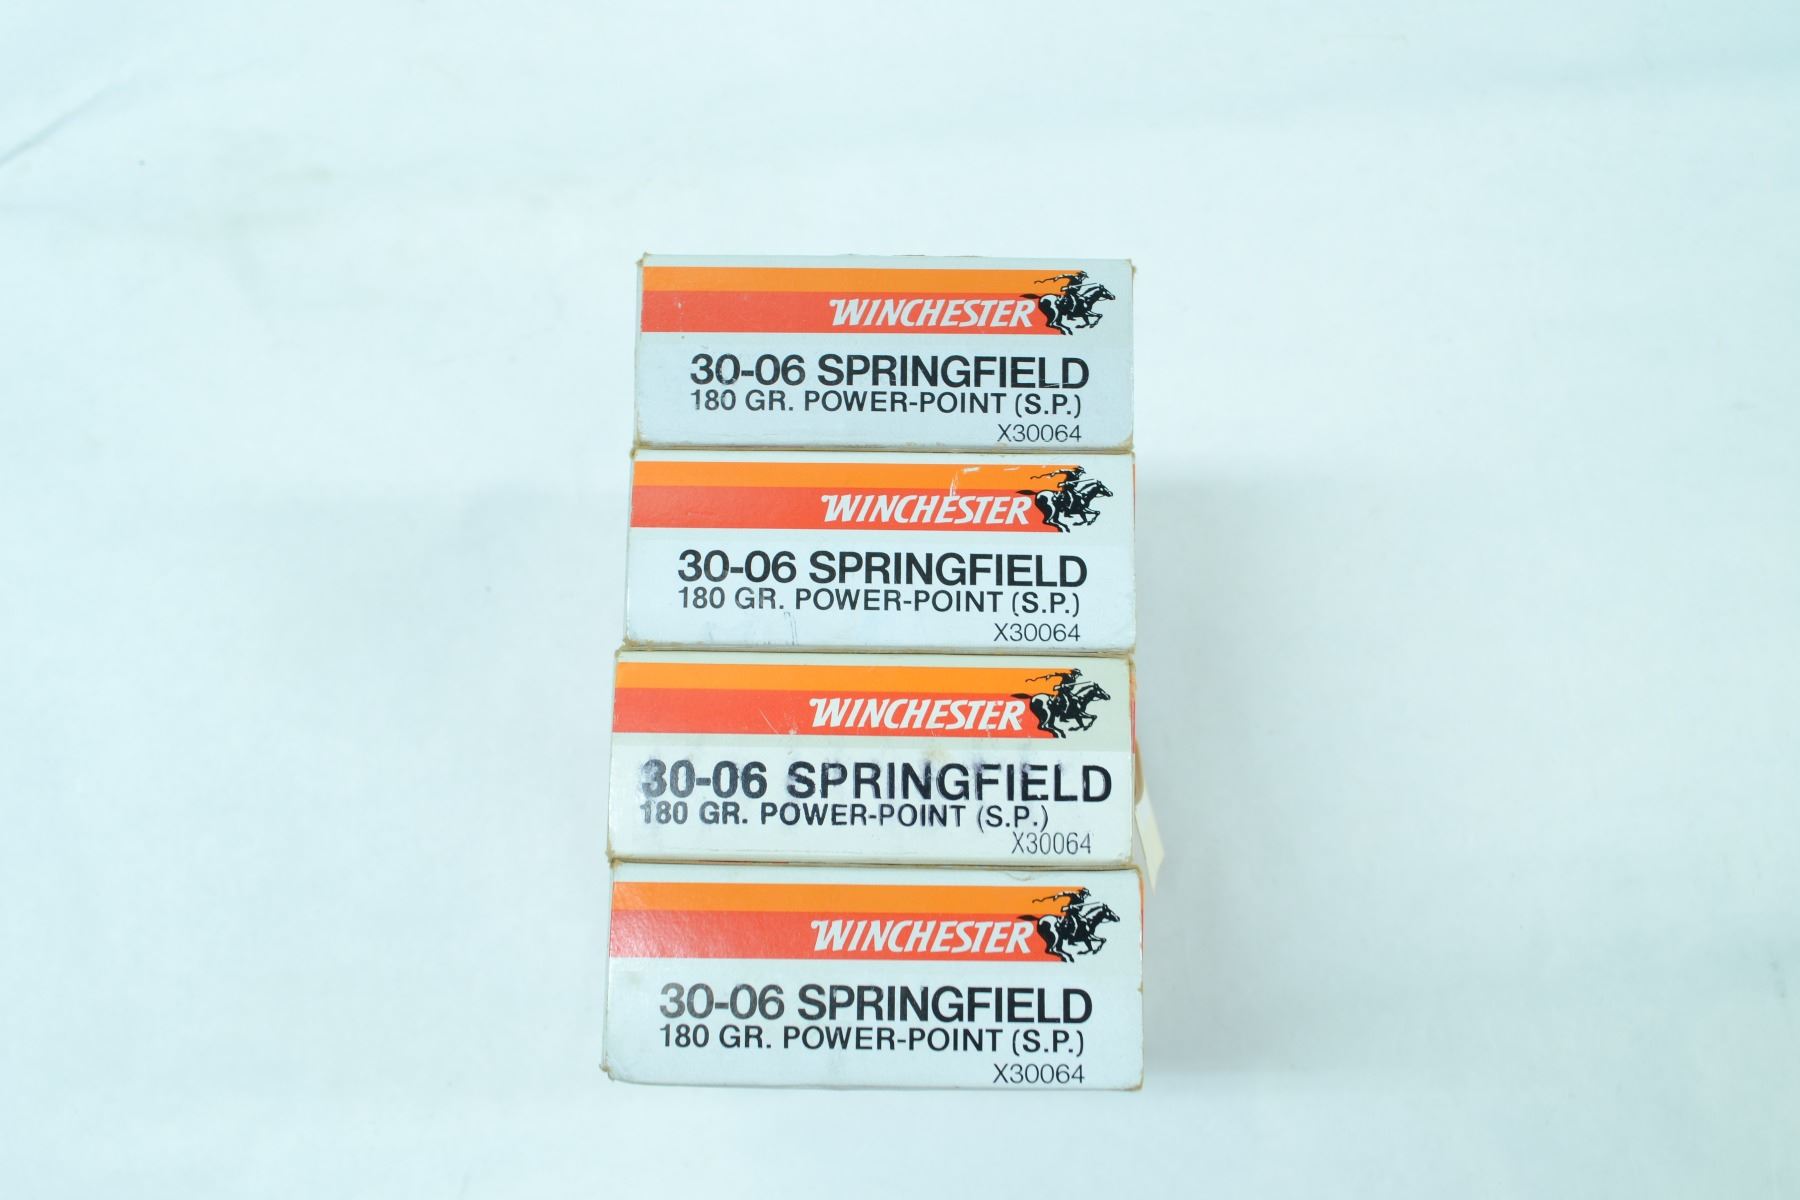 WINCHESTER
30-06 SPRINGFIELD
180 GR. POWER-POINT (S.P.)
X30064
WINCHESTER
30-06 SPRINGFIELD
180 GR. POWER-POINT (S.P.)
X30064
WINCHESTER
30-06 SPRINGFIELD
180 GR. POWER-POINT (S.P.)
X30064
WINCHESTER
30-06 SPRINGFIELD
180 GR. POWER-POINT (S.P.)
X30064